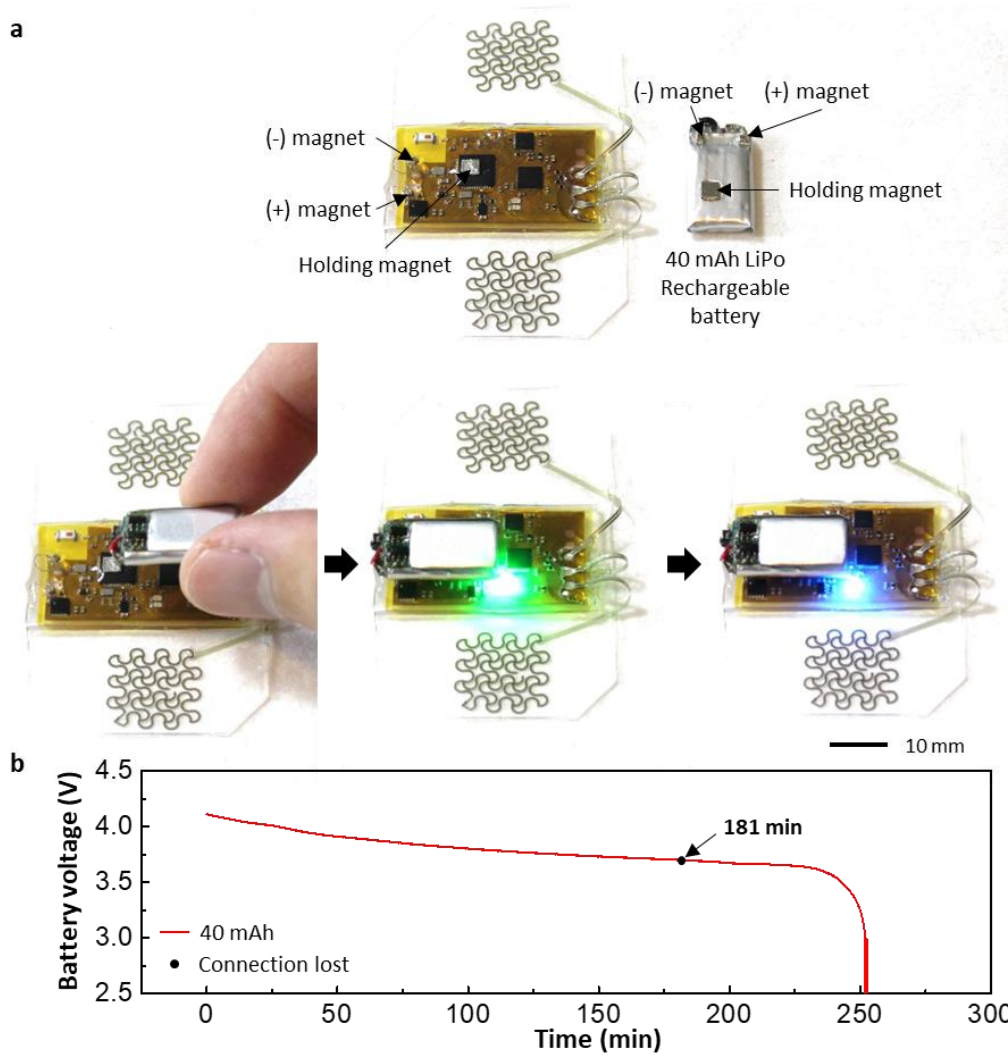 a
(-) magnet
(+) magnet
(-) magnet
(+) magnet
Holding magnet
Holding magnet
40 mAh LiPo
Rechargeable
battery
10 mm
b
Battery voltage (V)
4.5
4.0
3.5
3.0
2.5
181 min
40 mAh
Connection lost
0
50
100
150
200
250
300
Time (min)